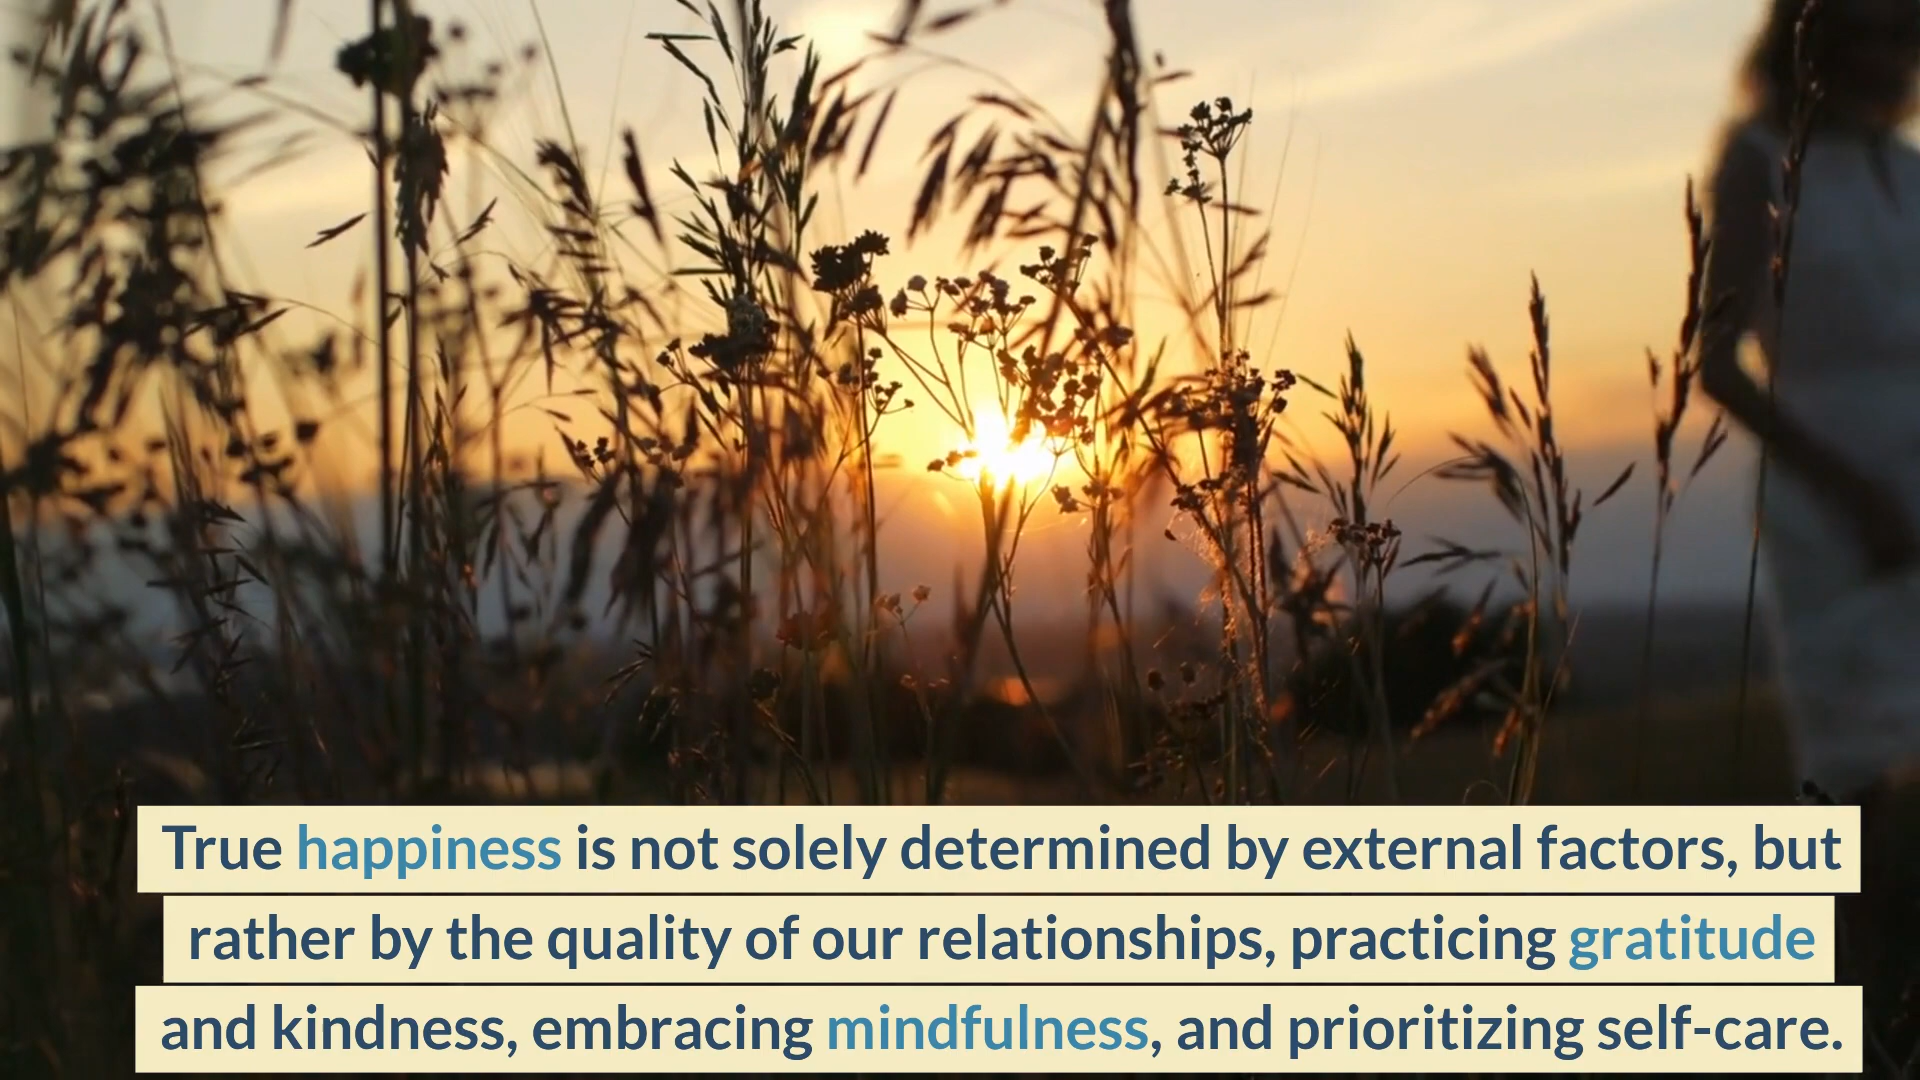 True happiness is not solely determined by external factors, but
rather by the quality of our relationships, practicing gratitude
and kindness, embracing mindfulness, and prioritizing self-care.